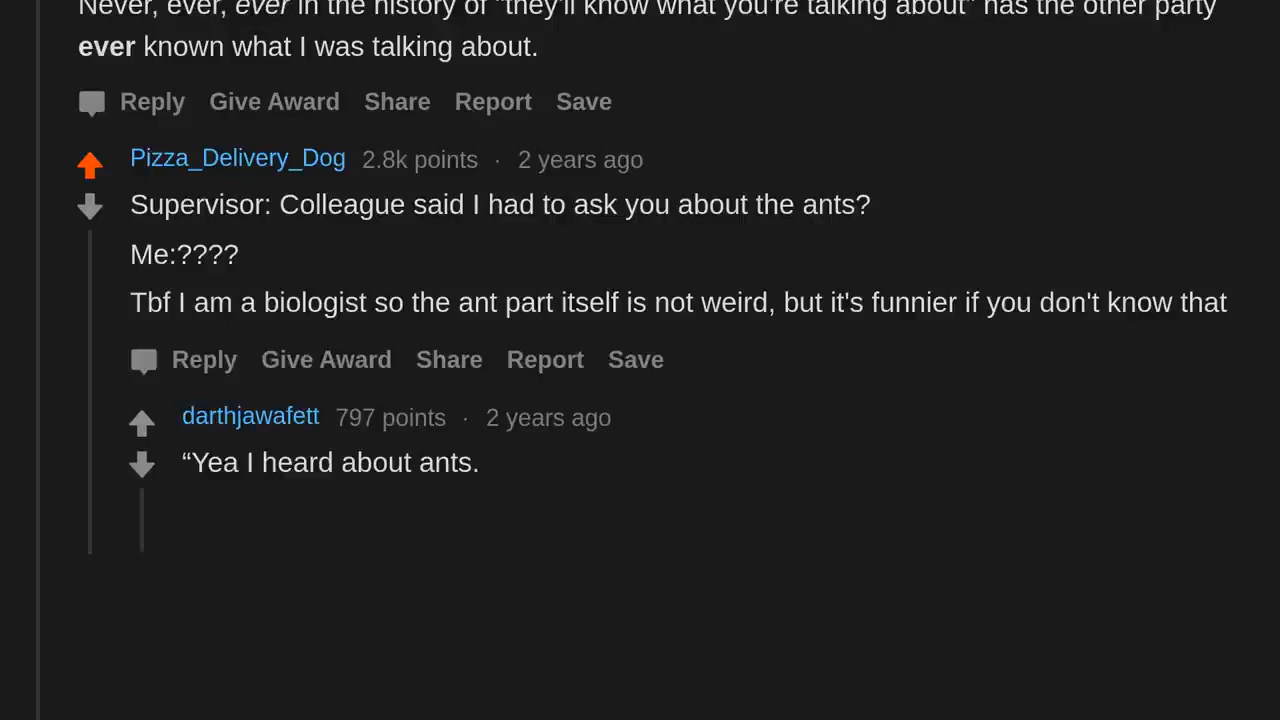 Never, ever, ever in the history of “they'll know what you're talking about” has the other party
ever known what I was talking about.
Reply Give Award Share Report Save
Pizza_Delivery_Dog 2.8k points · 2 years ago
Supervisor: Colleague said I had to ask you about the ants?
Me:????
Tbf I am a biologist so the ant part itself is not weird, but it's funnier if you don't know that
Reply Give Award Share Report Save
darthjawafett 797 points · 2 years ago
“Yea I heard about ants.